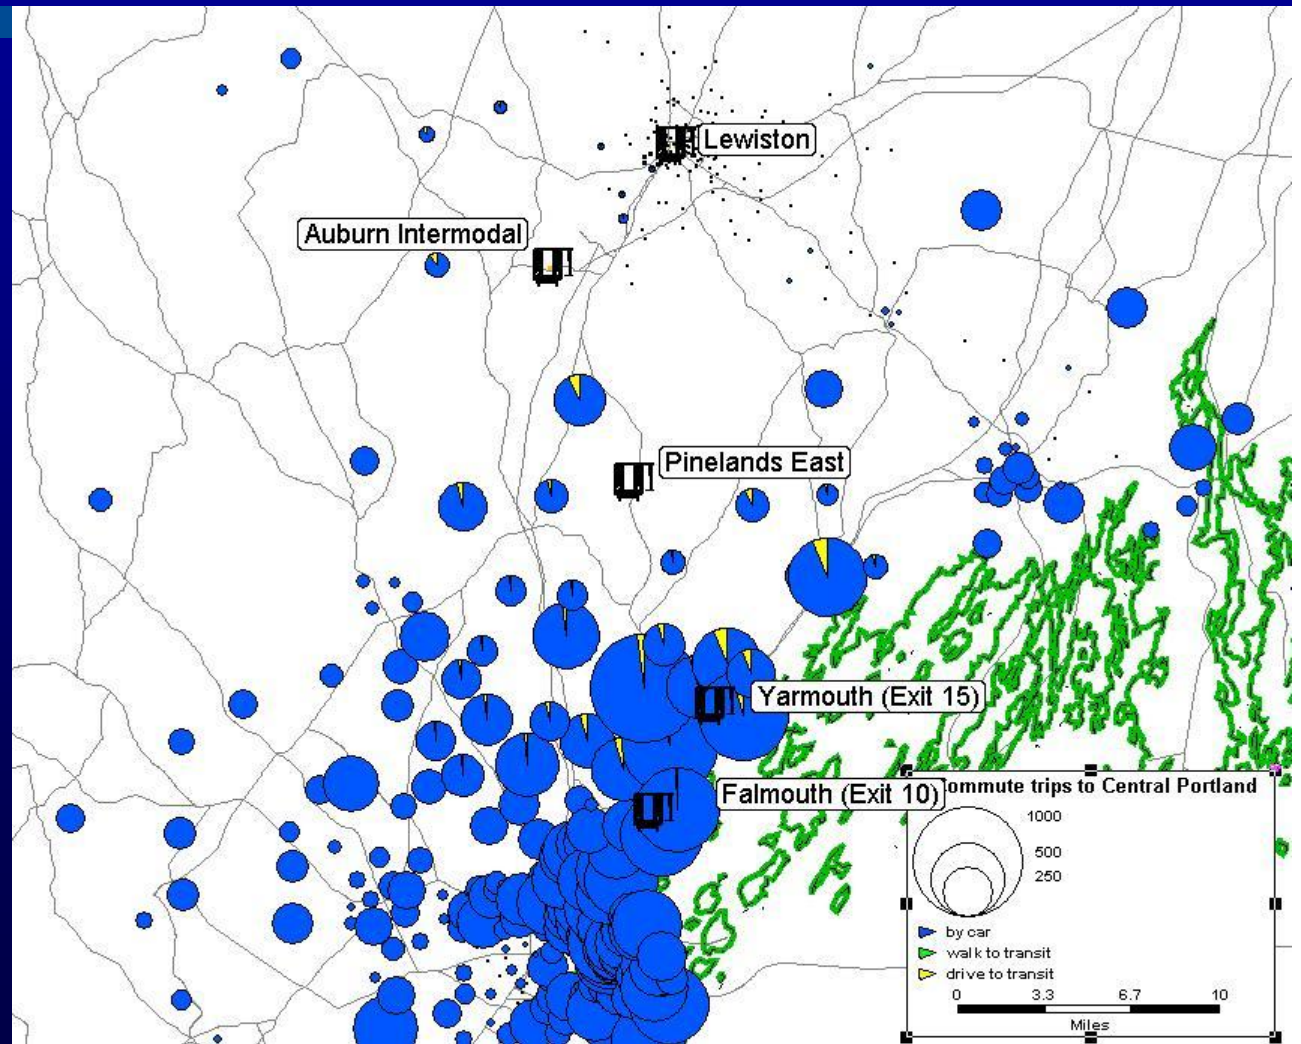 Lewiston
Auburn Intermodal
Pinelands East
Yarmouth (Exit 15)
Falmouth (Exit 10)
ommute trips to Central Portland
1000
500
250
by car
walk to transit
drive to transit
0 3.3 6.7 10
Miles